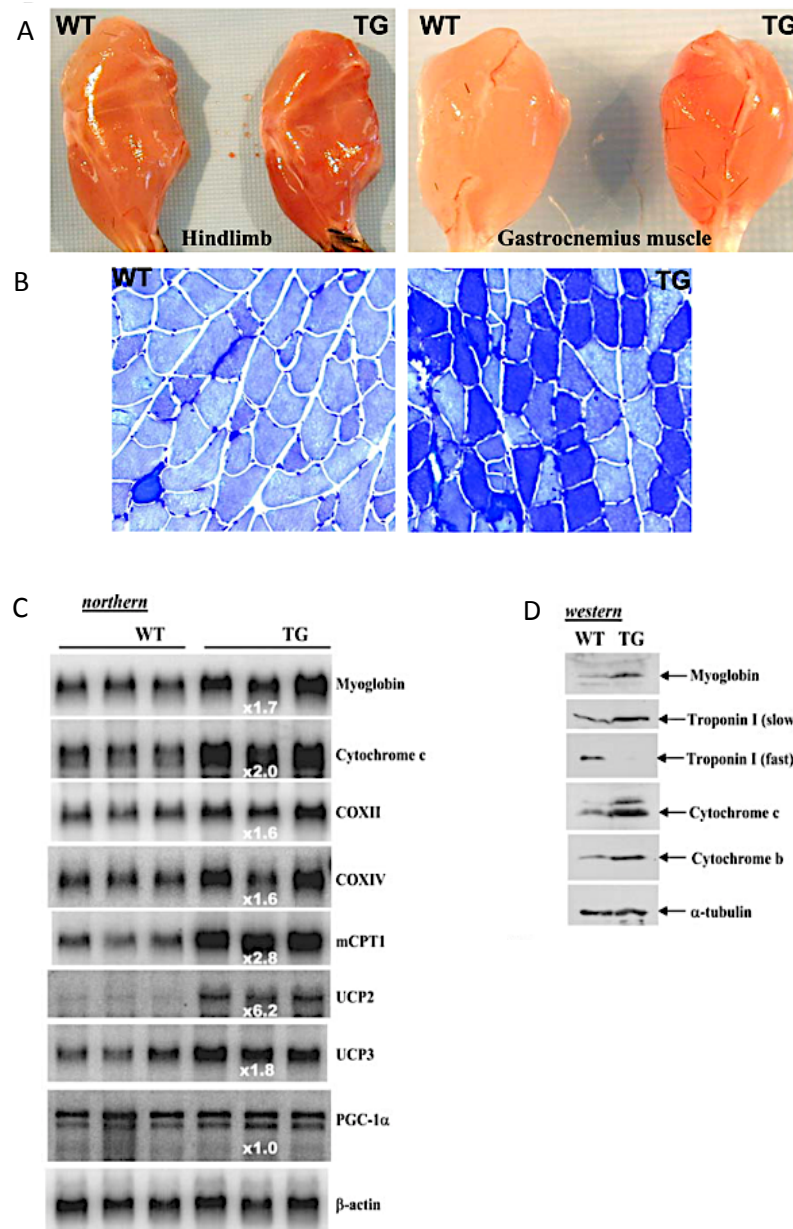 A
WT
TG
WT
TG
Hindlimb
Gastrocnemius muscle
B
WT
TG
C
northern
WT
TG
Myoglobin
x1.7
Cytochrome c
x2.0
COXII
x1.6
COXIV
x1.6
mCPT1
x2.8
UCP2
x6.2
UCP3
x1.8
PGC-1α
x1.0
β-actin
D
western
WT TG
Myoglobin
Troponin I (slow
Troponin I (fast)
Cytochrome c
Cytochrome b
α-tubulin